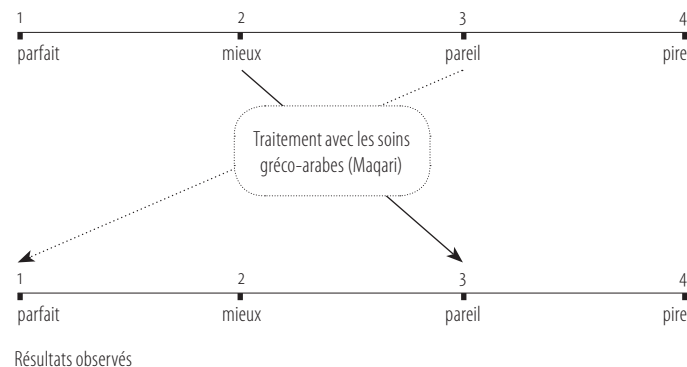 1 2 3 4
parfait mieux pareil pire
Traitement avec les soins
gréco-arabes (Maqari)
1 2 3 4
parfait mieux pareil pire
Résultats observés